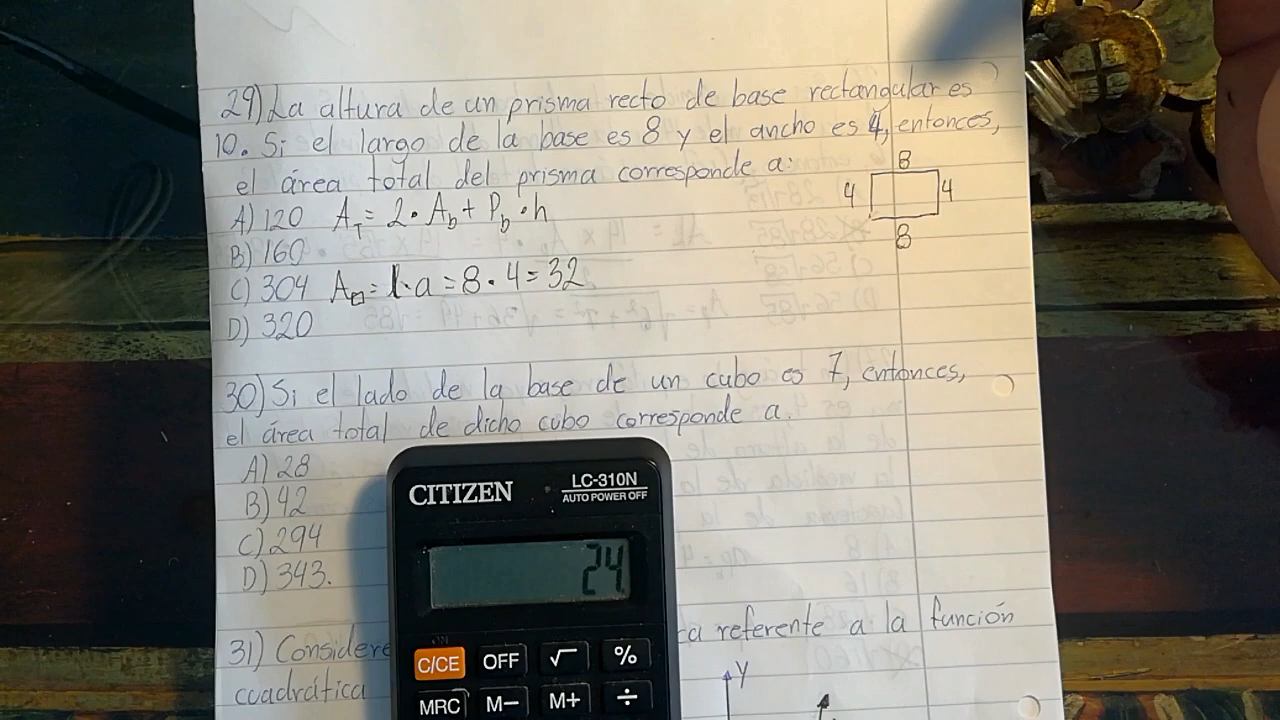 29) La altura de un prisma recto de base rectangular es
10. Si el largo de la base es 8 y el ancho es 4, entonces,
el área total del prisma corresponde a:
8
4 4
8
A) 120 A_T = 2 · A_b + P_b · h
B) 160
C) 304 A▭ = l · a = 8 · 4 = 32
D) 320
30) Si el lado de la base de un cubo es 7, entonces,
el área total de dicho cubo corresponde a.
A) 28
B) 42
C) 294
D) 343.
CITIZEN LC-310N
AUTO POWER OFF
24.
31) Considere
referente a la función
cuadrática
y
ON
C/CE OFF √ %
MRC M− M+ ÷